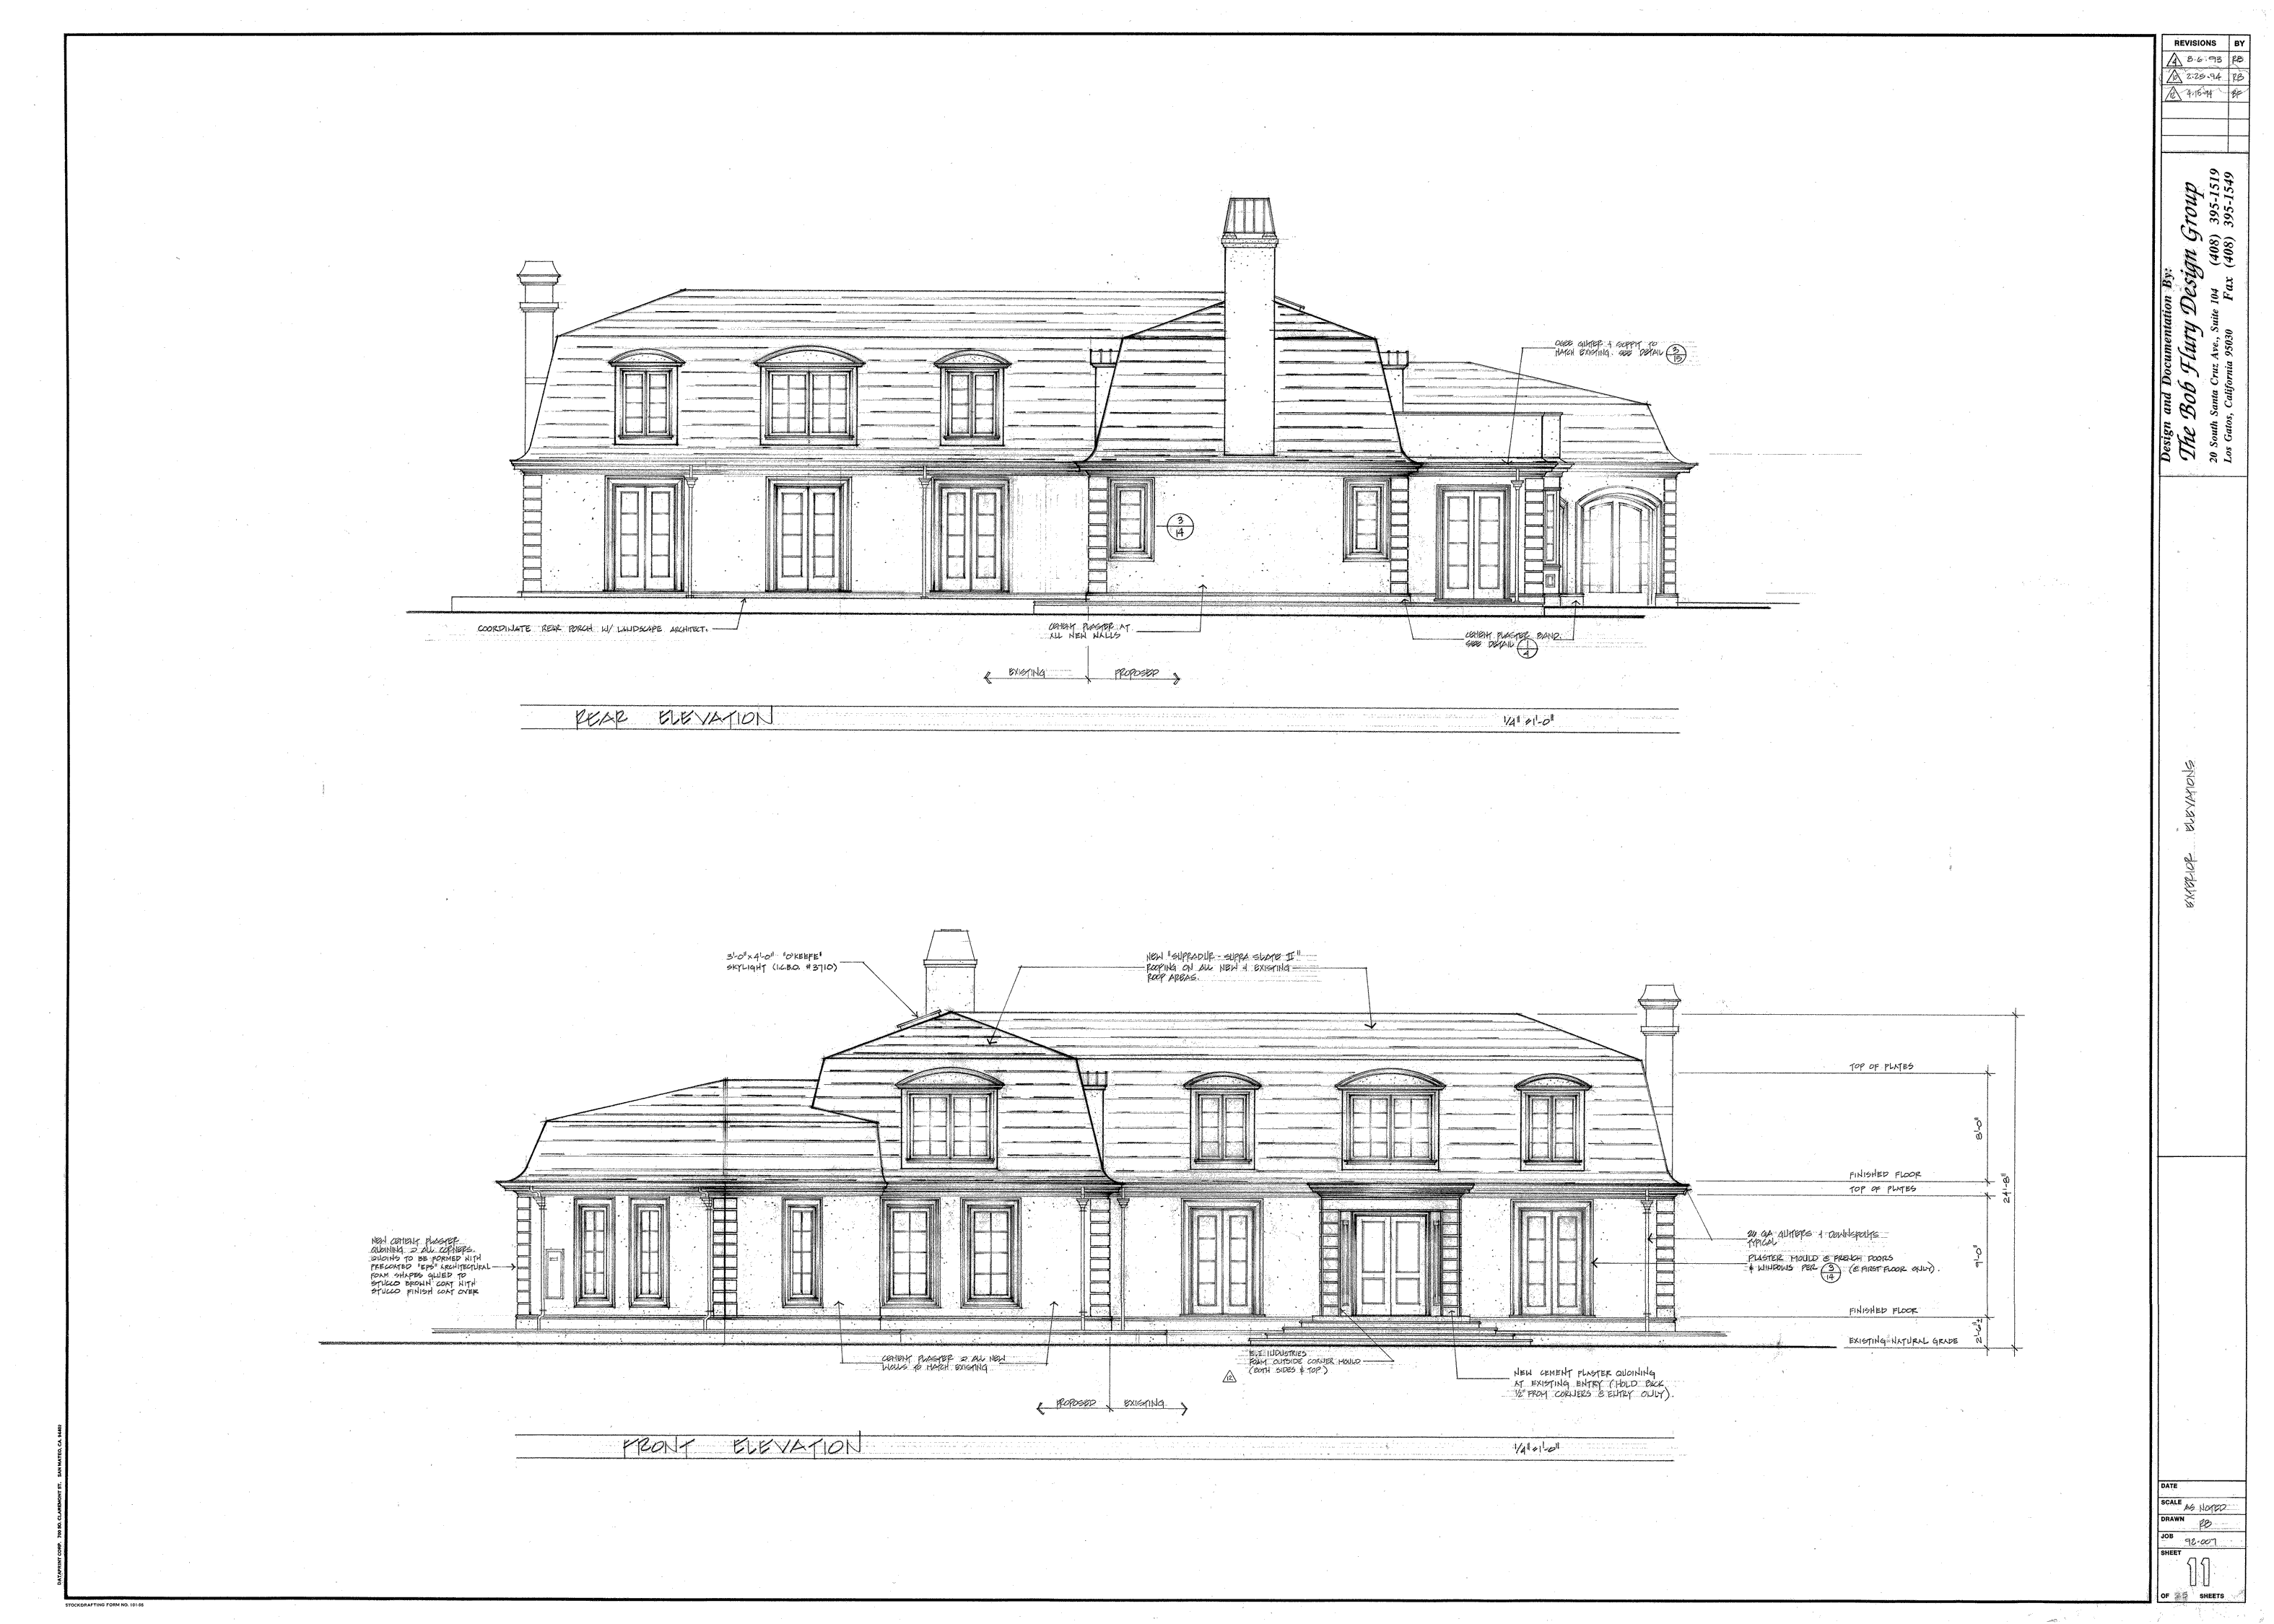 REVISIONS BY
4 8·6·93 RB
10 2·25·94 RB
12 4·15·94 BF
Design and Documentation By:
The Bob Flury Design Group
20 South Santa Cruz Ave., Suite 104 (408) 395-1519
Los Gatos, California 95030 Fax (408) 395-1549
EXTERIOR ELEVATIONS
OGEE GUTTER & SOFFIT TO
MATCH EXISTING. SEE DETAIL 3/13
3/14
COORDINATE REAR PORCH W/ LANDSCAPE ARCHITECT.
CEMENT PLASTER AT
ALL NEW WALLS
CEMENT PLASTER BAND.
SEE DETAIL 1/4
EXISTING PROPOSED
REAR ELEVATION 1/4" = 1'-0"
3'-0" x 4'-0" "O'KEEFE"
SKYLIGHT (I.C.B.O. #3710)
NEW "SUPRADUR - SUPRA SLATE II"
ROOFING ON ALL NEW & EXISTING
ROOF AREAS.
TOP OF PLATES
8'-0"
24'-8"
FINISHED FLOOR
TOP OF PLATES
NEW CEMENT PLASTER
QUOINING @ ALL CORNERS.
QUOINS TO BE FORMED WITH
PRECOATED "EPS" ARCHITECTURAL
FOAM SHAPES GLUED TO
STUCCO BROWN COAT WITH
STUCCO FINISH COAT OVER
26 GA GUTTERS & DOWNSPOUTS
TYPICAL
PLASTER MOULD @ FRENCH DOORS
& WINDOWS PER 3/14 (@ FIRST FLOOR ONLY).
9'-0"
FINISHED FLOOR
2'-6"±
EXISTING NATURAL GRADE
CEMENT PLASTER @ ALL NEW
WALLS TO MATCH EXISTING
INDUSTRIES
FOAM OUTSIDE CORNER MOULD
(BOTH SIDES & TOP)
12
NEW CEMENT PLASTER QUOINING
AT EXISTING ENTRY (HOLD BACK
1/2" FROM CORNERS @ ENTRY ONLY).
PROPOSED EXISTING
FRONT ELEVATION 1/4" = 1'-0"
DATE
SCALE AS NOTED
DRAWN RB
JOB 92-007
SHEET
11
OF 25 SHEETS
DATAPRINT CORP. 700 SO. CLAREMONT ST. SAN MATEO, CA. 94402
STOCKDRAFTING FORM NO. 101-06